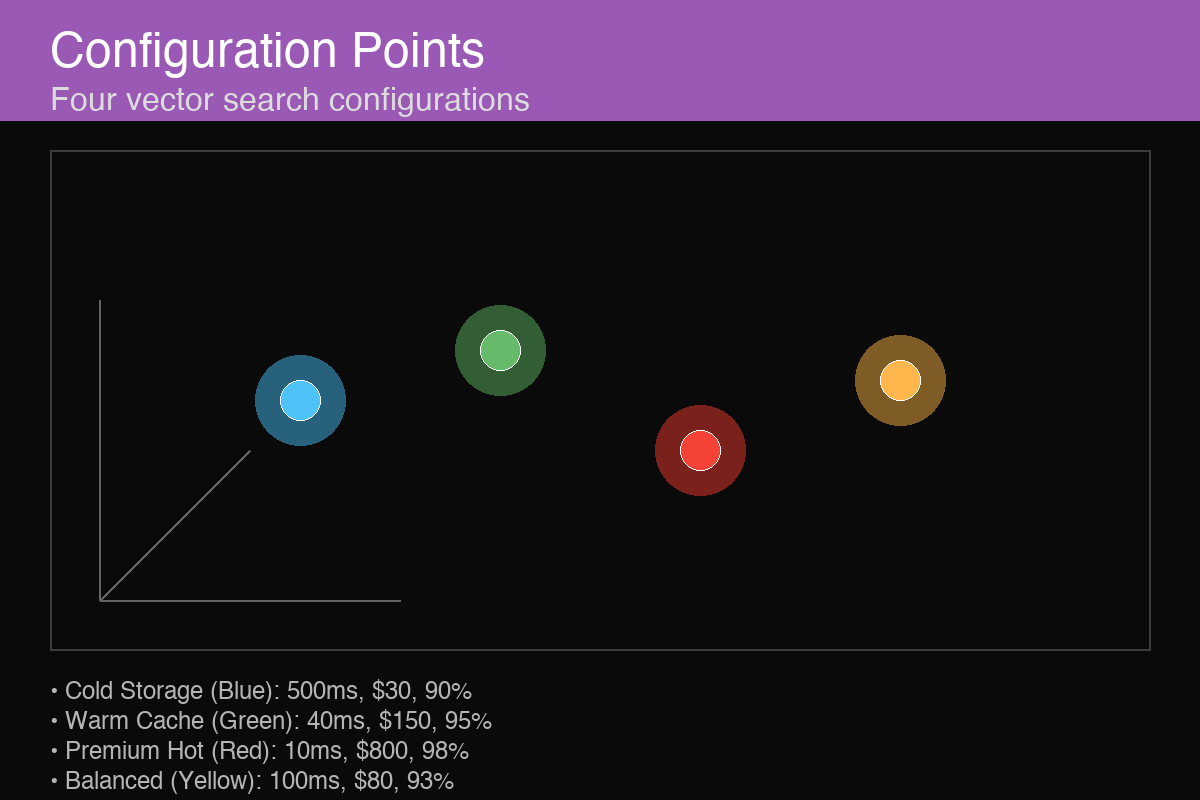 Configuration Points
Four vector search configurations
• Cold Storage (Blue): 500ms, $30, 90%
• Warm Cache (Green): 40ms, $150, 95%
• Premium Hot (Red): 10ms, $800, 98%
• Balanced (Yellow): 100ms, $80, 93%